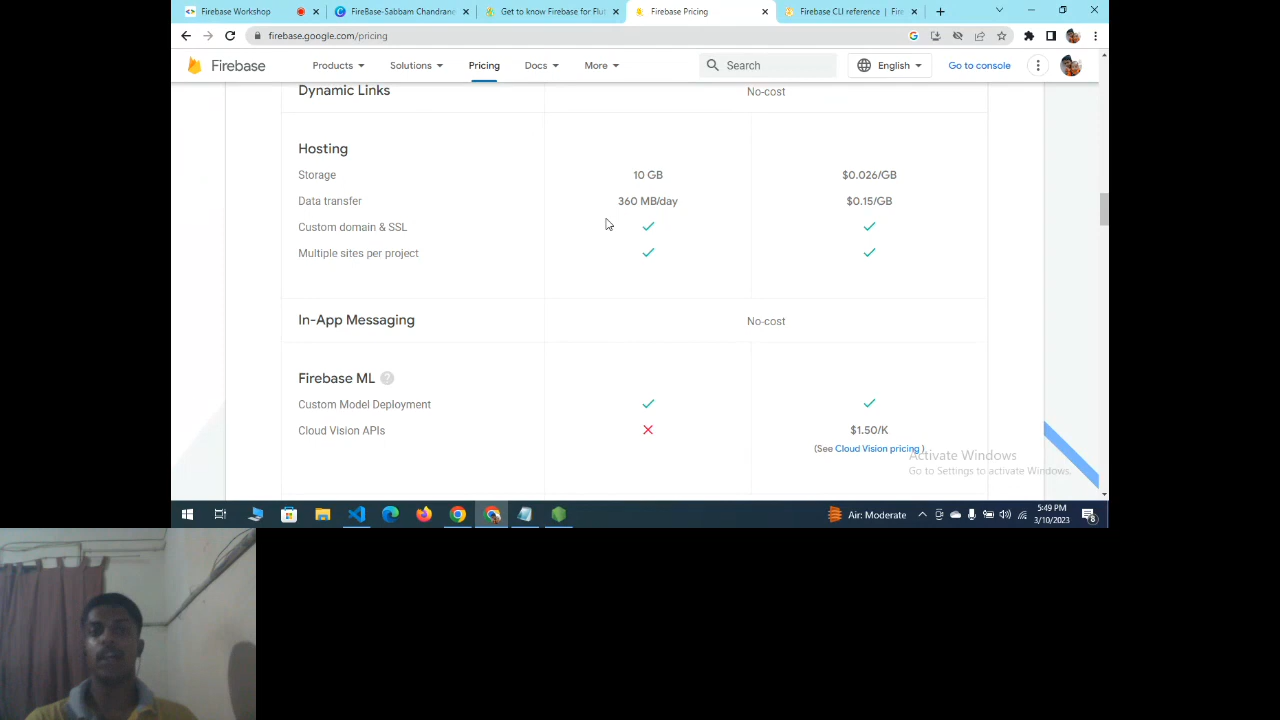 Firebase Workshop
FireBase-Sabbam Chandrane
Get to know Firebase for Flut
Firebase Pricing
Firebase CLI reference | Fire
firebase.google.com/pricing
Firebase
Products
Solutions
Pricing
Docs
More
Search
English
Go to console
Dynamic Links
No-cost
Hosting
Storage 10 GB $0.026/GB
Data transfer 360 MB/day $0.15/GB
Custom domain & SSL
Multiple sites per project
In-App Messaging
No-cost
Firebase ML
Custom Model Deployment
Cloud Vision APIs $1.50/K
(See Cloud Vision pricing )
Activate Windows
Go to Settings to activate Windows.
Air: Moderate
5:49 PM
3/10/2023
8